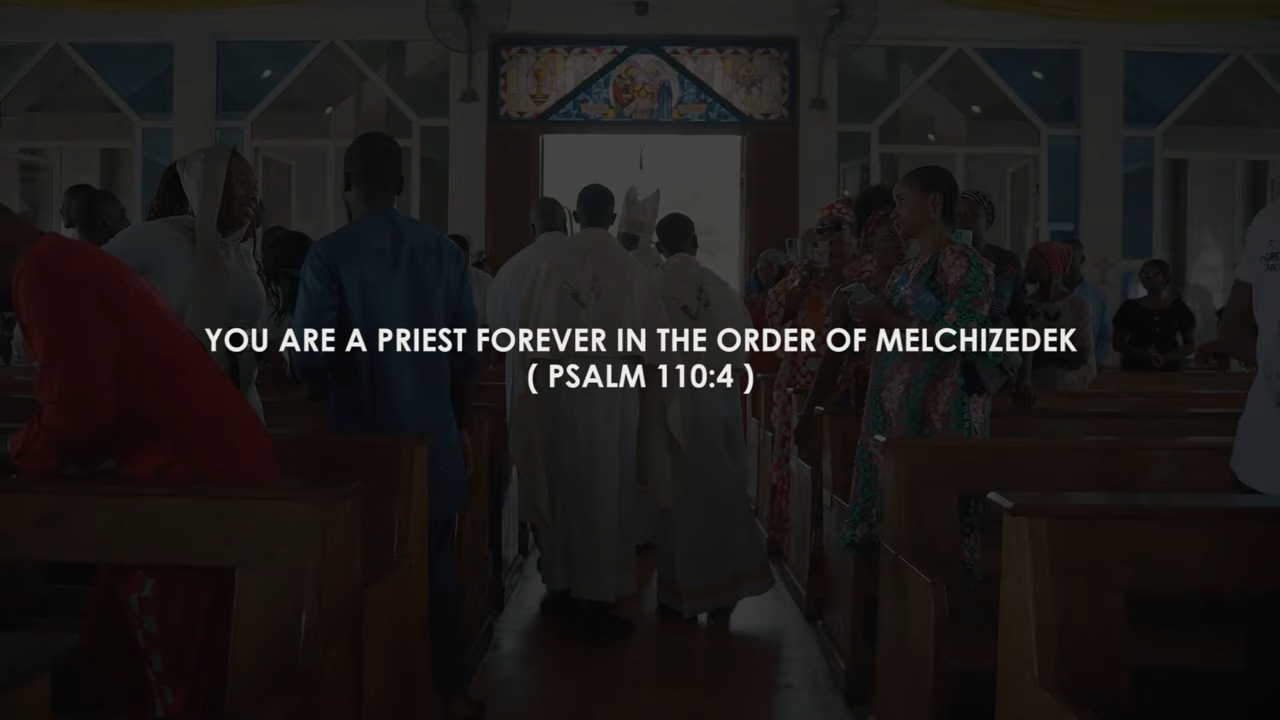 YOU ARE A PRIEST FOREVER IN THE ORDER OF MELCHIZEDEK
( PSALM 110:4 )